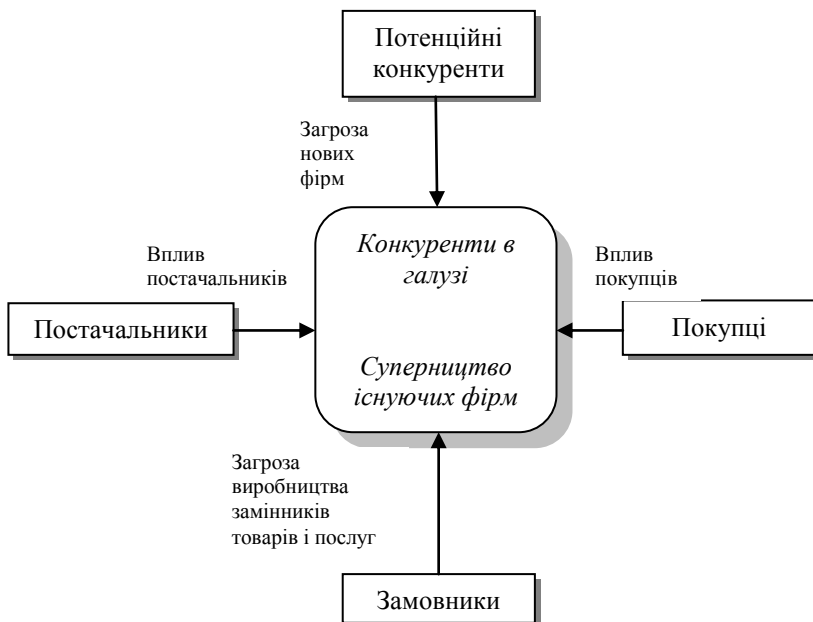 Потенційні
конкуренти
Загроза
нових
фірм
Конкуренти в
галузі
Вплив
постачальників
Вплив
покупців
Постачальники
Покупці
Суперництво
існуючих фірм
Загроза
виробництва
замінників
товарів і послуг
Замовники